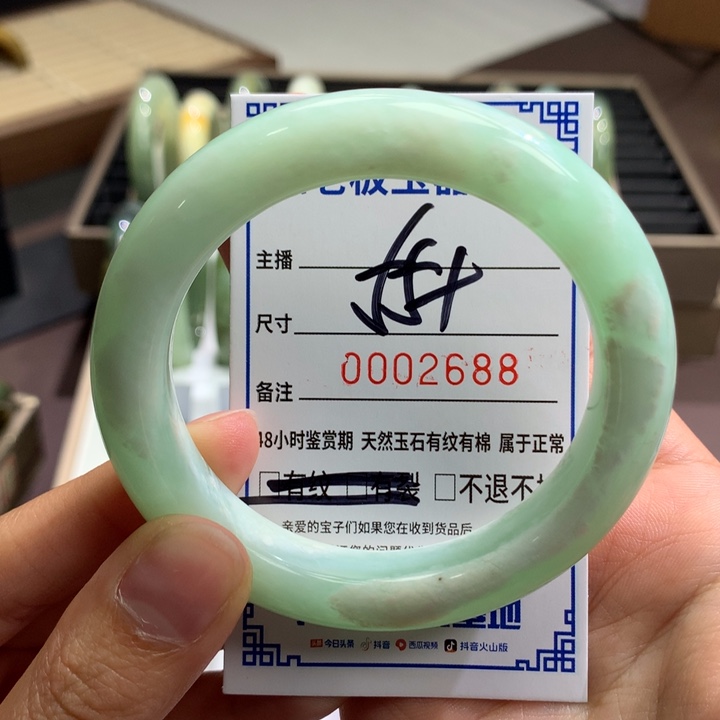 主播
尺寸
0002688
备注
48小时鉴赏期 天然玉石有纹有棉 属于正常
□有纹 □有裂 □不退不
亲爱的宝子们如果您在收到货品后
今日头条 抖音 西瓜视频 抖音火山版